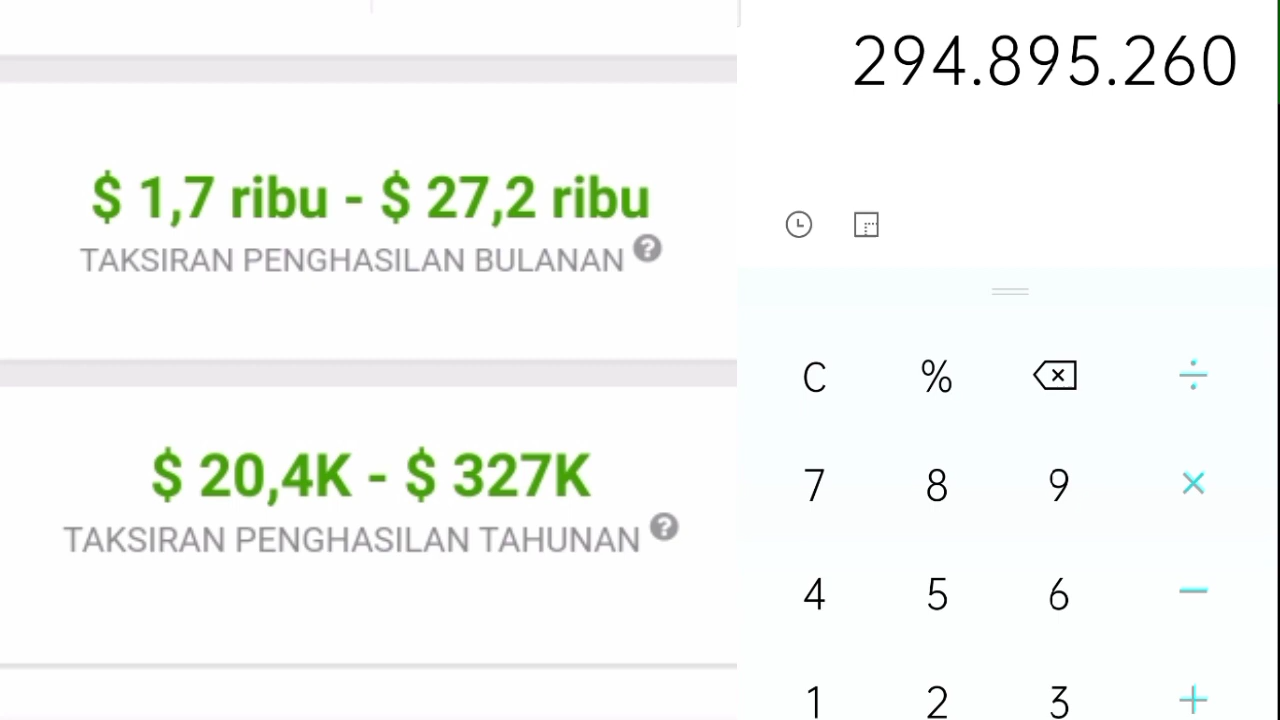 $ 1,7 ribu - $ 27,2 ribu
TAKSIRAN PENGHASILAN BULANAN ?
$ 20,4K - $ 327K
TAKSIRAN PENGHASILAN TAHUNAN ?
294.895.260
C % ÷
7 8 9 ×
4 5 6 −
1 2 3 +